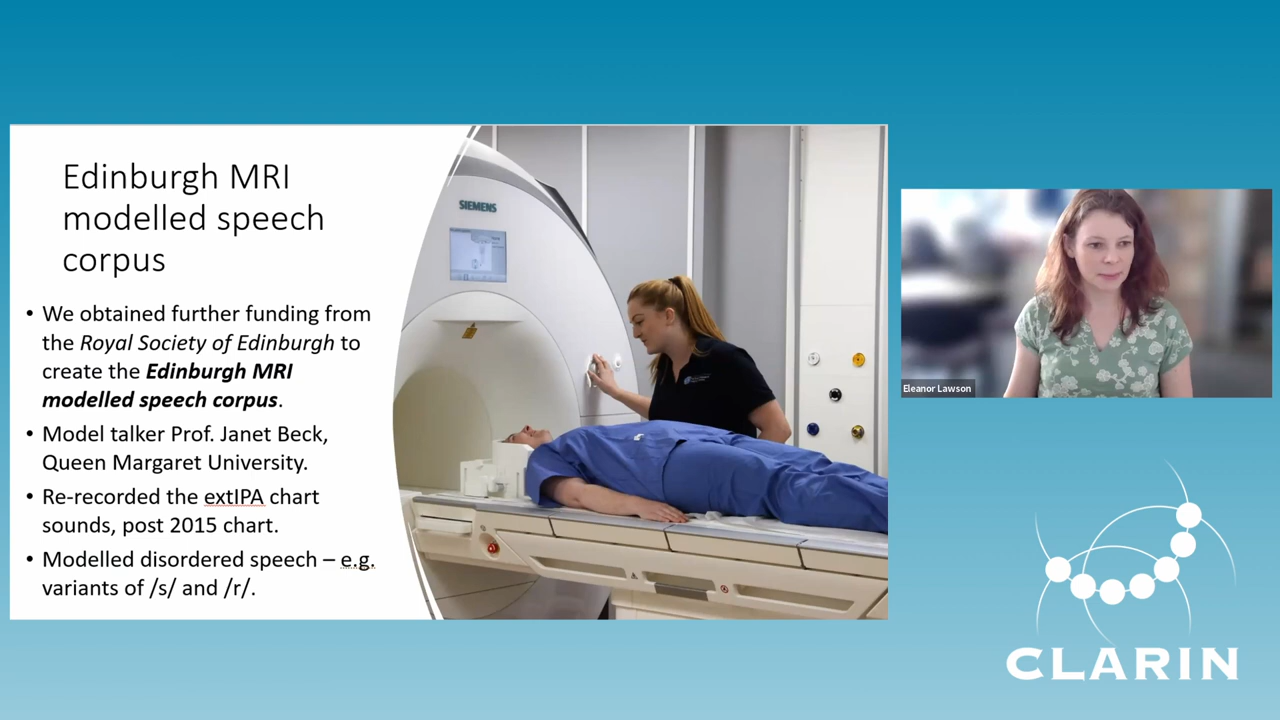 Edinburgh MRI
modelled speech
corpus
• We obtained further funding from
the Royal Society of Edinburgh to
create the Edinburgh MRI
modelled speech corpus.
• Model talker Prof. Janet Beck,
Queen Margaret University.
• Re-recorded the extIPA chart
sounds, post 2015 chart.
• Modelled disordered speech – e.g.
variants of /s/ and /r/.
SIEMENS
Eleanor Lawson
CLARIN